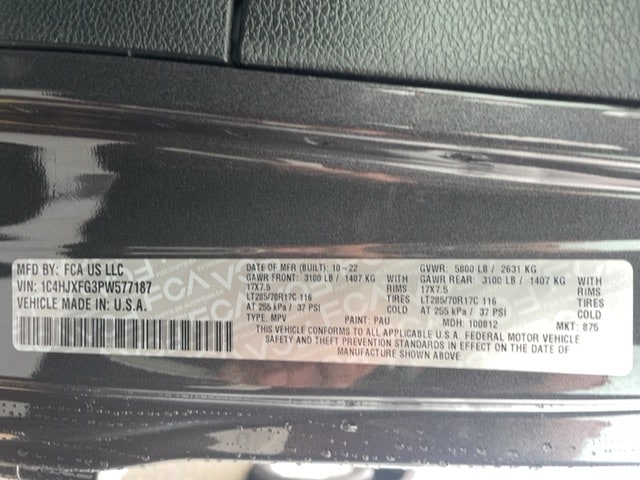 MFD BY: FCA US LLC
VIN: 1C4HJXFG3PW577187
VEHICLE MADE IN U.S.A.
DATE OF MFR (BUILT): 10-22 GVWR: 5800 LB / 2631 KG
GAWR FRONT: 3100 LB / 1407 KG WITH GAWR REAR: 3100 LB / 1407 KG WITH
17X7.5 RIMS 17X7.5 RIMS
LT285/70R17C 116 TIRES LT285/70R17C 116 TIRES
AT 255 kPa / 37 PSI COLD AT 255 kPa / 37 PSI COLD
TYPE: MPV PAINT: PAU MDH: 100812 MKT: 875
THIS VEHICLE CONFORMS TO ALL APPLICABLE U.S.A. FEDERAL MOTOR VEHICLE
SAFETY AND THEFT PREVENTION STANDARDS IN EFFECT ON THE DATE OF
MANUFACTURE SHOWN ABOVE.